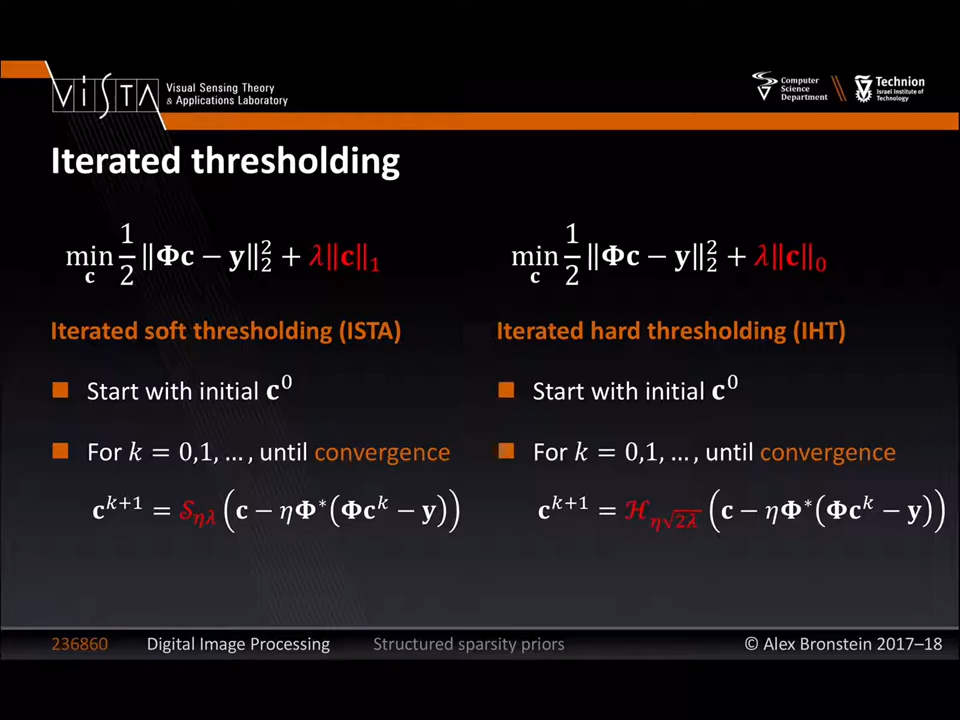 ViSTA
Visual Sensing Theory
& Applications Laboratory
Computer
Science
Department
Technion
Israel Institute of
Technology
Iterated thresholding
min_𝐜 1/2 ‖𝚽𝐜 − 𝐲‖₂² + λ‖𝐜‖₁
min_𝐜 1/2 ‖𝚽𝐜 − 𝐲‖₂² + λ‖𝐜‖₀
Iterated soft thresholding (ISTA)
Start with initial 𝐜⁰
For k = 0,1, … , until convergence
𝐜^{k+1} = 𝒮_{ηλ}(𝐜 − η𝚽*(𝚽𝐜^k − 𝐲))
Iterated hard thresholding (IHT)
Start with initial 𝐜⁰
For k = 0,1, … , until convergence
𝐜^{k+1} = ℋ_{η√2λ}(𝐜 − η𝚽*(𝚽𝐜^k − 𝐲))
236860 Digital Image Processing Structured sparsity priors © Alex Bronstein 2017–18